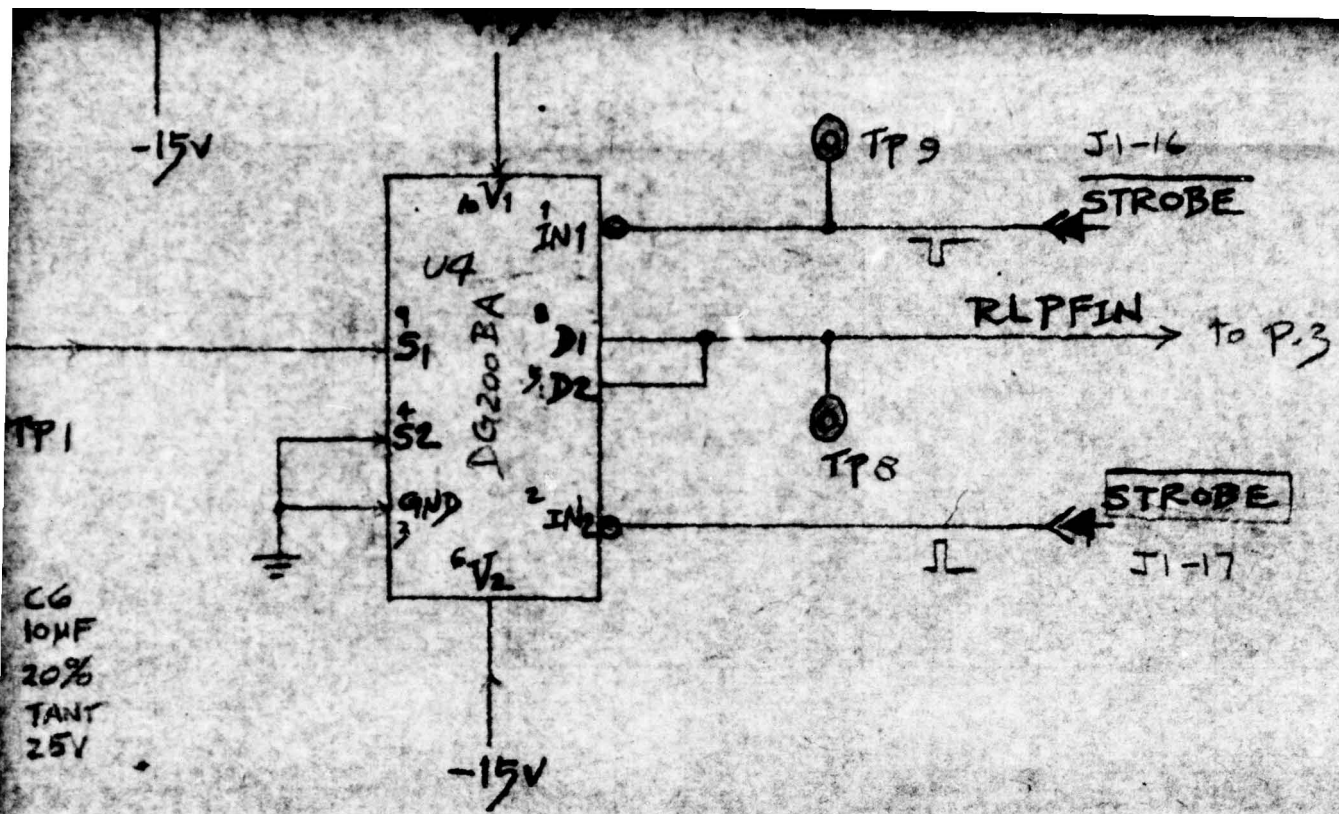 -15V
TP 9
J1-16
STROBE
10 V1
1
IN1
U4
DG200BA
RLPFIN
to P.3
9
S1
8
D1
5
D2
TP1
4
S2
TP8
GND
3
2
IN2
STROBE
J1-17
6 V2
C6
10µF
20%
TANT
25V
-15V